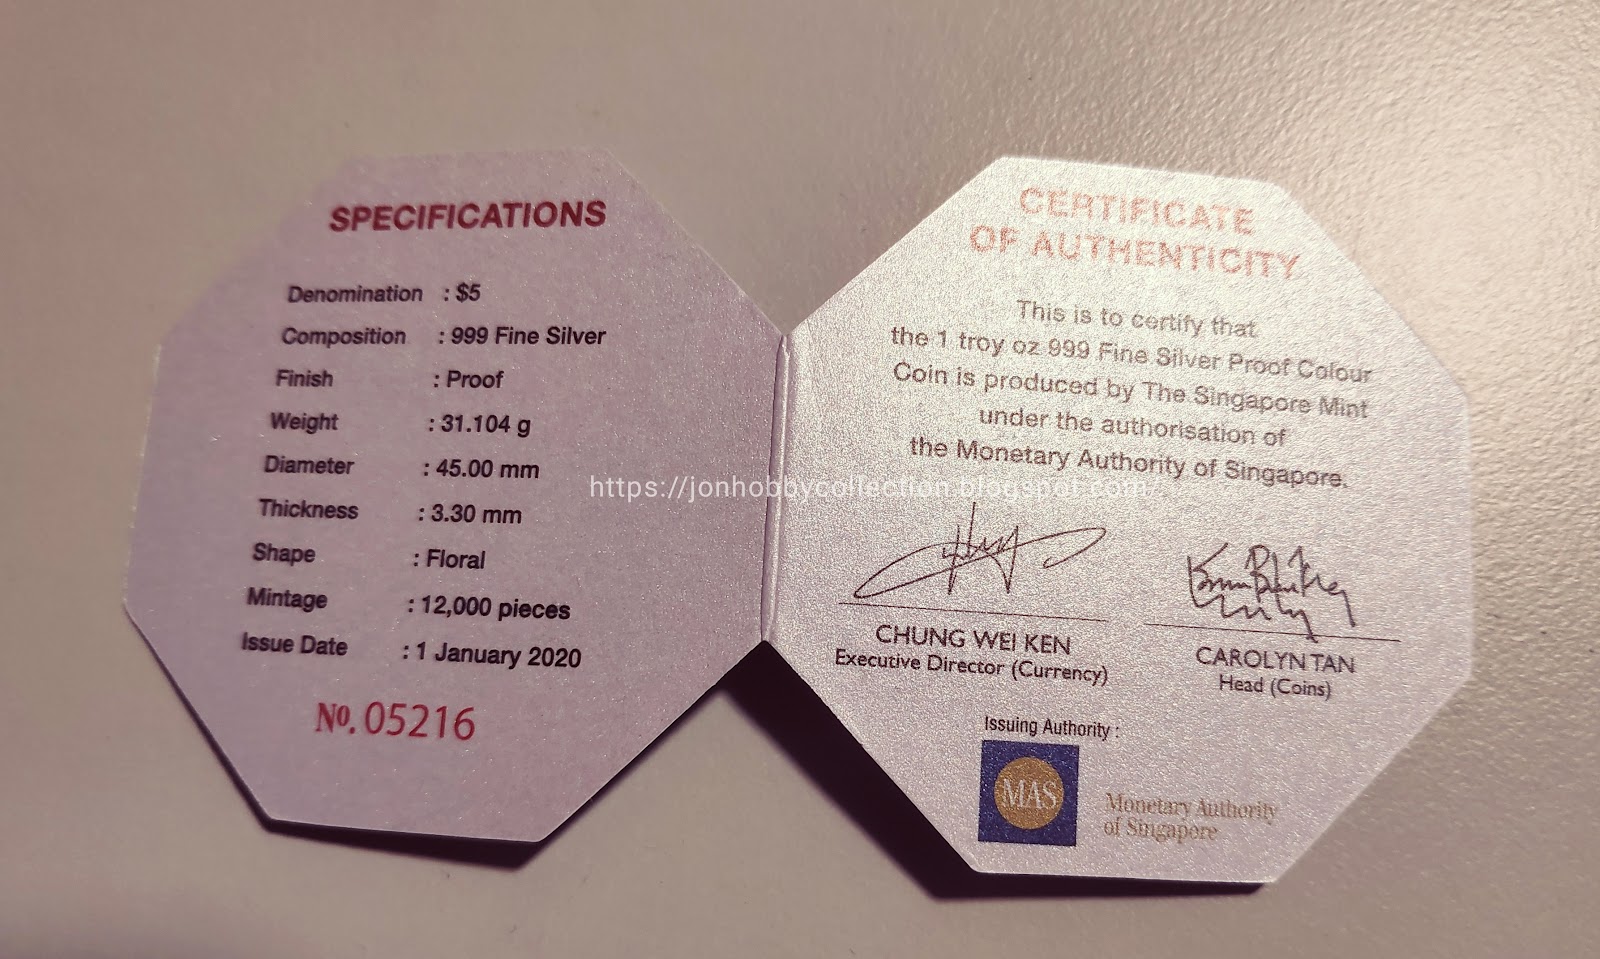 SPECIFICATIONS
Denomination : $5
Composition : 999 Fine Silver
Finish : Proof
Weight : 31.104 g
Diameter : 45.00 mm
Thickness : 3.30 mm
Shape : Floral
Mintage : 12,000 pieces
Issue Date : 1 January 2020
No. 05216
CERTIFICATE
OF AUTHENTICITY
This is to certify that
the 1 troy oz 999 Fine Silver Proof Colour
Coin is produced by The Singapore Mint
under the authorisation of
the Monetary Authority of Singapore.
CHUNG WEI KEN
Executive Director (Currency)
CAROLYN TAN
Head (Coins)
Issuing Authority :
MAS
Monetary Authority
of Singapore
https://jonhobbycollection.blogspot.com/